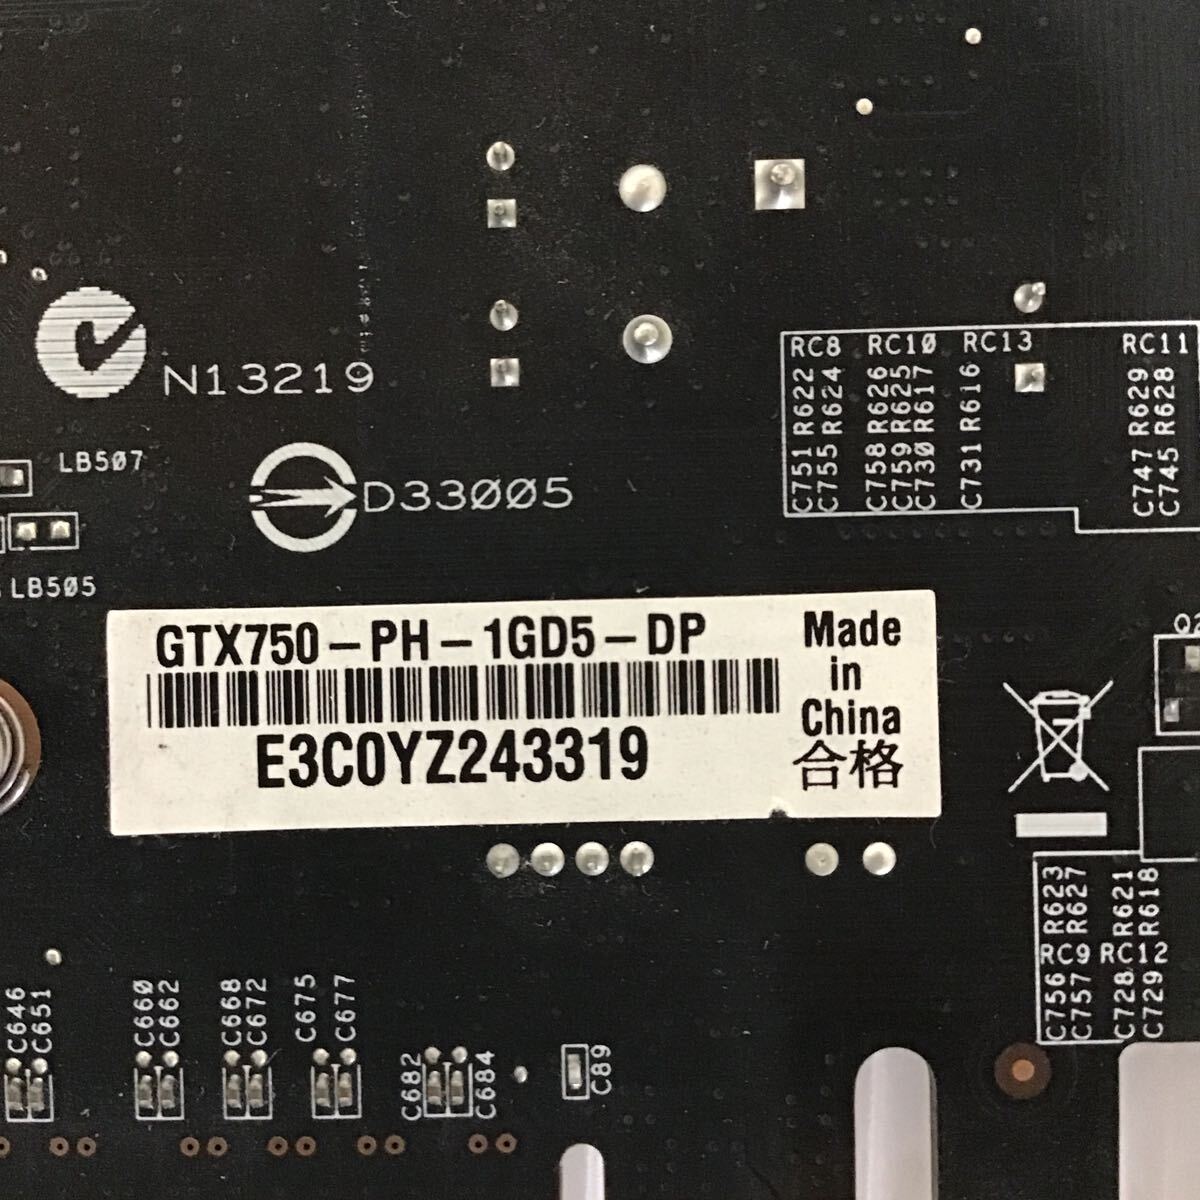 N13219
RC8 RC10 RC13 RC11
C751 R622
C755 R624
C758 R626
C759 R625
C730 R617
C731 R616
C747 R629
C745 R628
LB507
D33005
LB505
GTX750-PH-1GD5-DP
E3C0YZ243319
Made
in
China
合格
R623
R627
R621
R618
RC9 RC12
C756
C757
C728
C729
C646
C651
C660
C662
C668
C672
C675
C677
C682
C684
C89